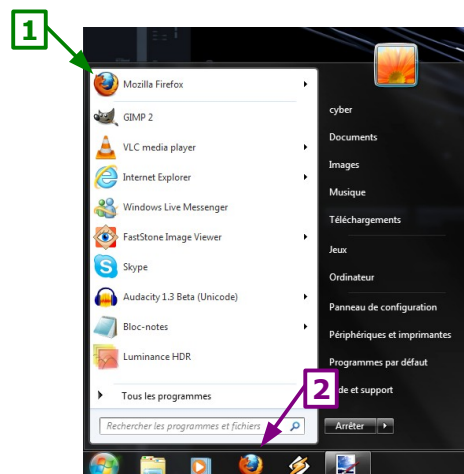 1
Mozilla Firefox
GIMP 2
VLC media player
Internet Explorer
Windows Live Messenger
FastStone Image Viewer
Skype
Audacity 1.3 Beta (Unicode)
Bloc-notes
Luminance HDR
Tous les programmes
Rechercher les programmes et fichiers
cyber
Documents
Images
Musique
Téléchargements
Jeux
Ordinateur
Panneau de configuration
Périphériques et imprimantes
Programmes par défaut
et support
Arrêter
2